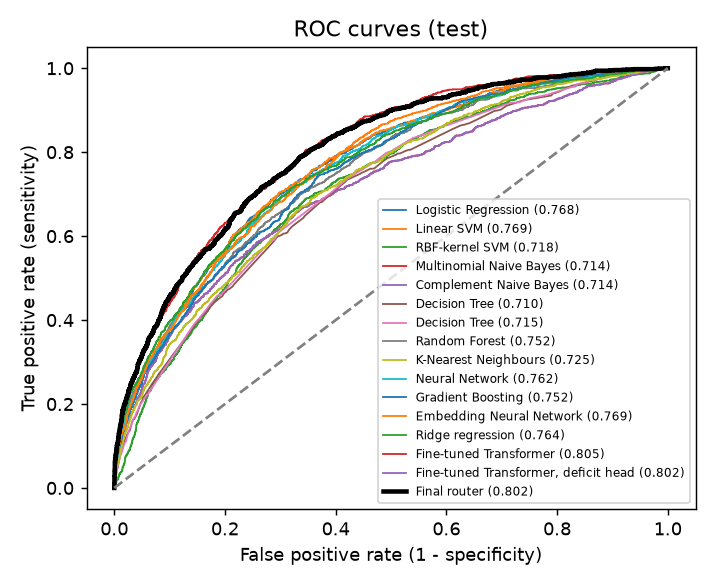 ROC curves (test)
True positive rate (sensitivity)
1.0
0.8
0.6
0.4
0.2
0.0
Logistic Regression (0.768)
Linear SVM (0.769)
RBF-kernel SVM (0.718)
Multinomial Naive Bayes (0.714)
Complement Naive Bayes (0.714)
Decision Tree (0.710)
Decision Tree (0.715)
Random Forest (0.752)
K-Nearest Neighbours (0.725)
Neural Network (0.762)
Gradient Boosting (0.752)
Embedding Neural Network (0.769)
Ridge regression (0.764)
Fine-tuned Transformer (0.805)
Fine-tuned Transformer, deficit head (0.802)
Final router (0.802)
0.0 0.2 0.4 0.6 0.8 1.0
False positive rate (1 - specificity)